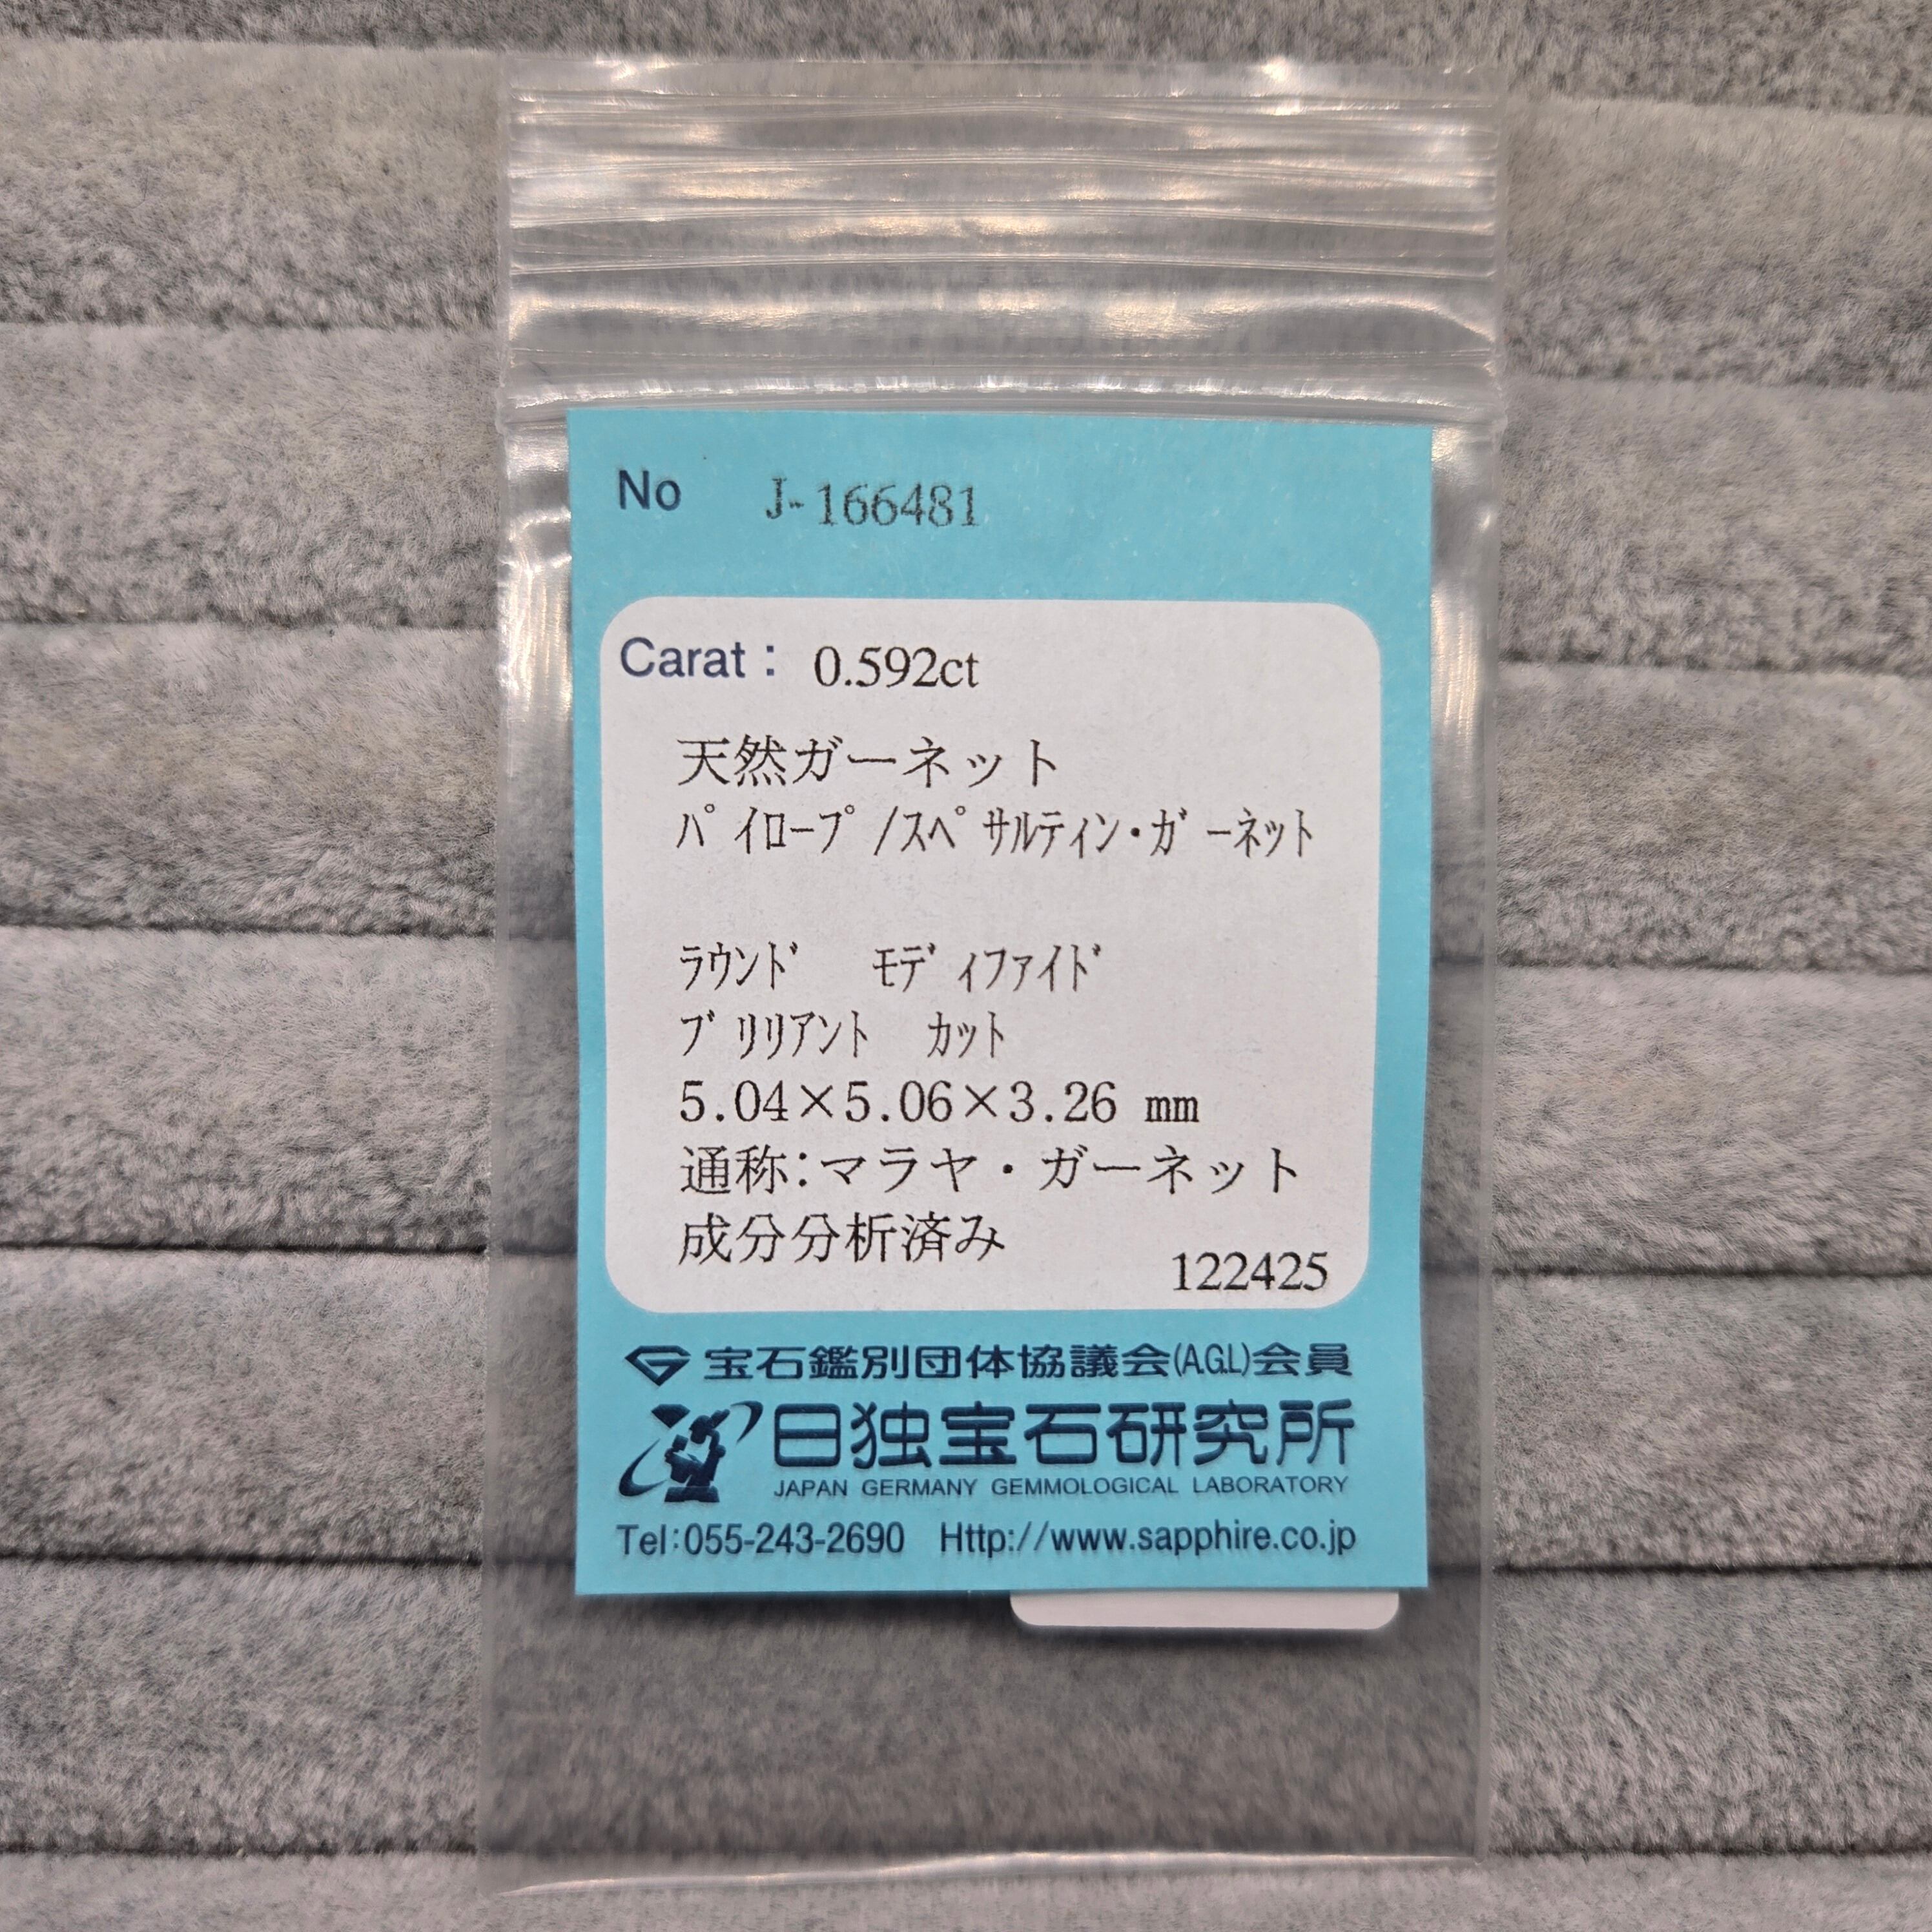 No J-166481
Carat： 0.592ct
天然ガーネット
ﾊﾟｲﾛｰﾌﾟ/ｽﾍﾟｻﾙﾃｨﾝ･ｶﾞｰﾈｯﾄ
ﾗｳﾝﾄﾞ ﾓﾃﾞｨﾌｧｲﾄﾞ
ﾌﾞﾘﾘｱﾝﾄ ｶｯﾄ
5.04×5.06×3.26 mm
通称:マラヤ・ガーネット
成分分析済み
122425
宝石鑑別団体協議会(A.G.L)会員
日独宝石研究所
JAPAN GERMANY GEMMOLOGICAL LABORATORY
Tel:055-243-2690 Http://www.sapphire.co.jp